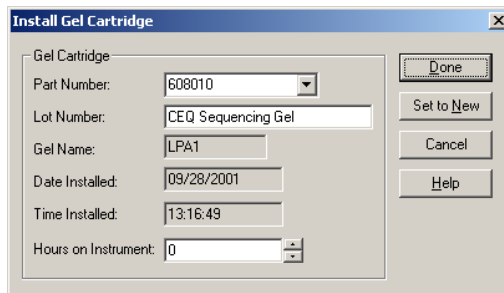 Install Gel Cartridge
Gel Cartridge
Part Number: 608010
Lot Number: CEQ Sequencing Gel
Gel Name: LPA1
Date Installed: 09/28/2001
Time Installed: 13:16:49
Hours on Instrument: 0
Done
Set to New
Cancel
Help